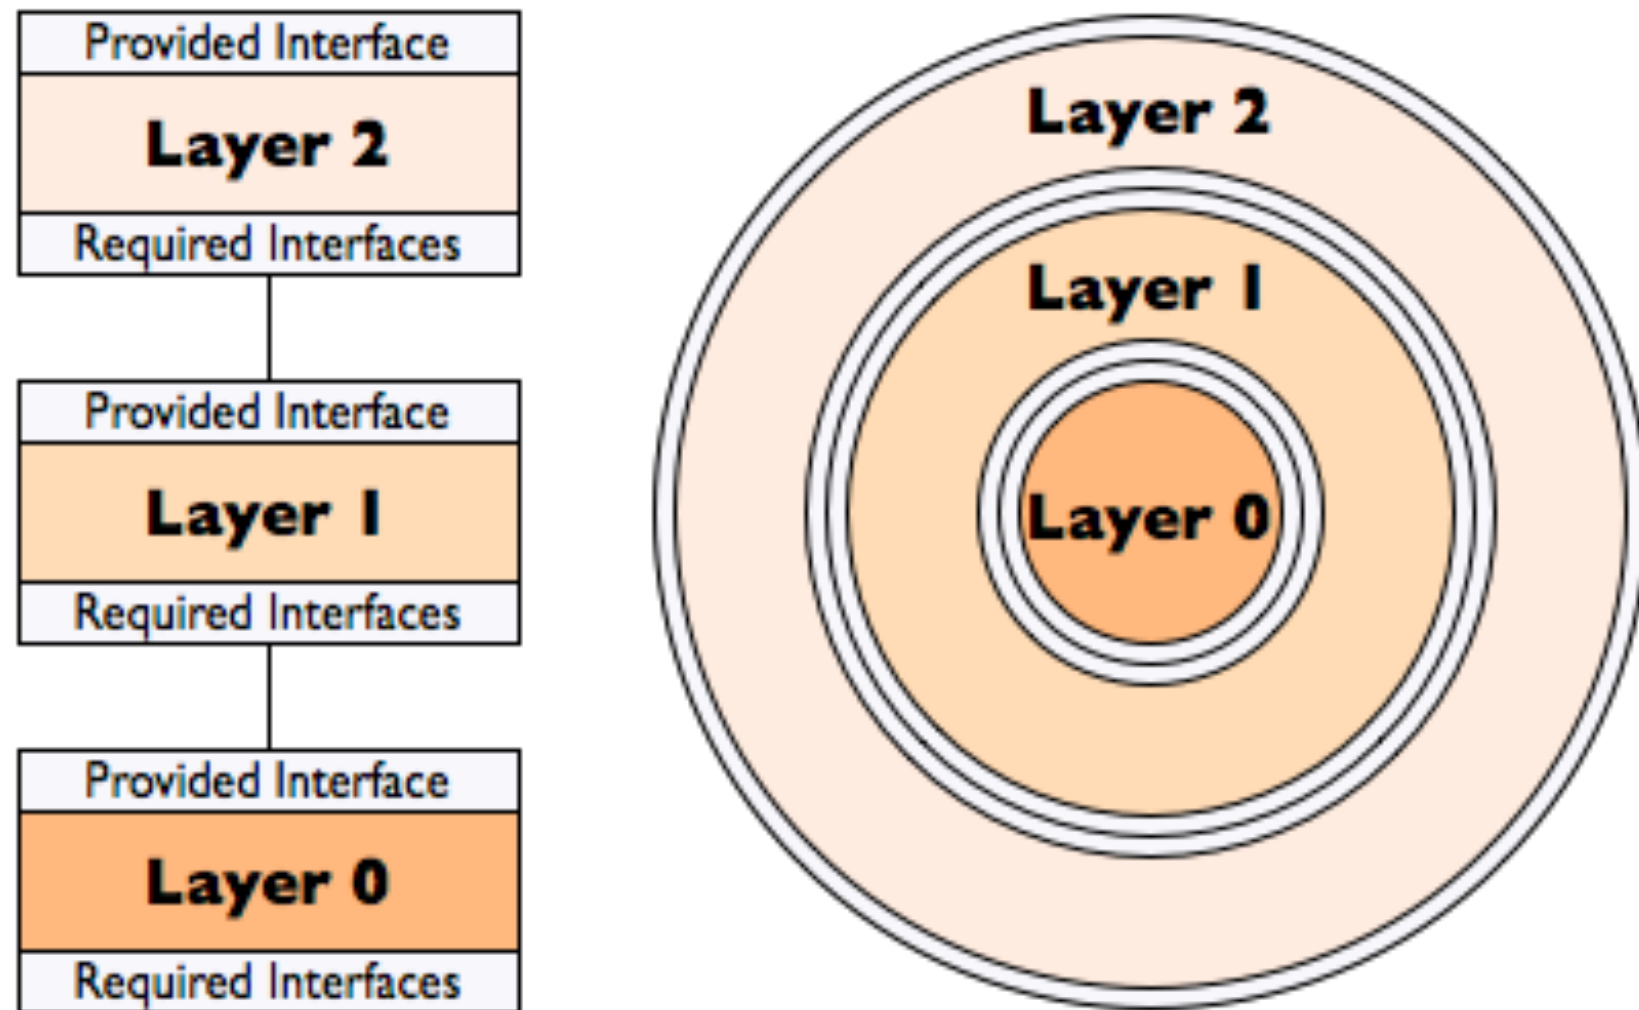 Provided Interface
Layer 2
Required Interfaces
Provided Interface
Layer 1
Required Interfaces
Provided Interface
Layer 0
Required Interfaces
Layer 2
Layer 1
Layer 0